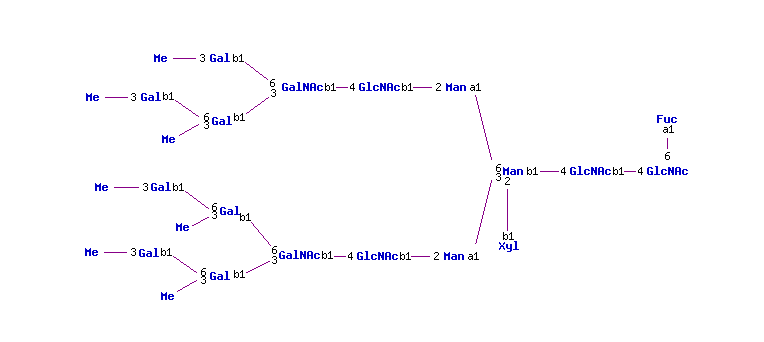 Me 3 Gal b1
6 GalNAc b1 4 GlcNAc b1 2 Man a1
3
Me 3 Gal b1
6 Gal b1
3
Me
Fuc
a1
6
6 Man b1 4 GlcNAc b1 4 GlcNAc
3 2
Me 3 Gal b1
6 Gal b1
3
Me
b1
Xyl
6 GalNAc b1 4 GlcNAc b1 2 Man a1
3
Me 3 Gal b1
6 Gal b1
3
Me